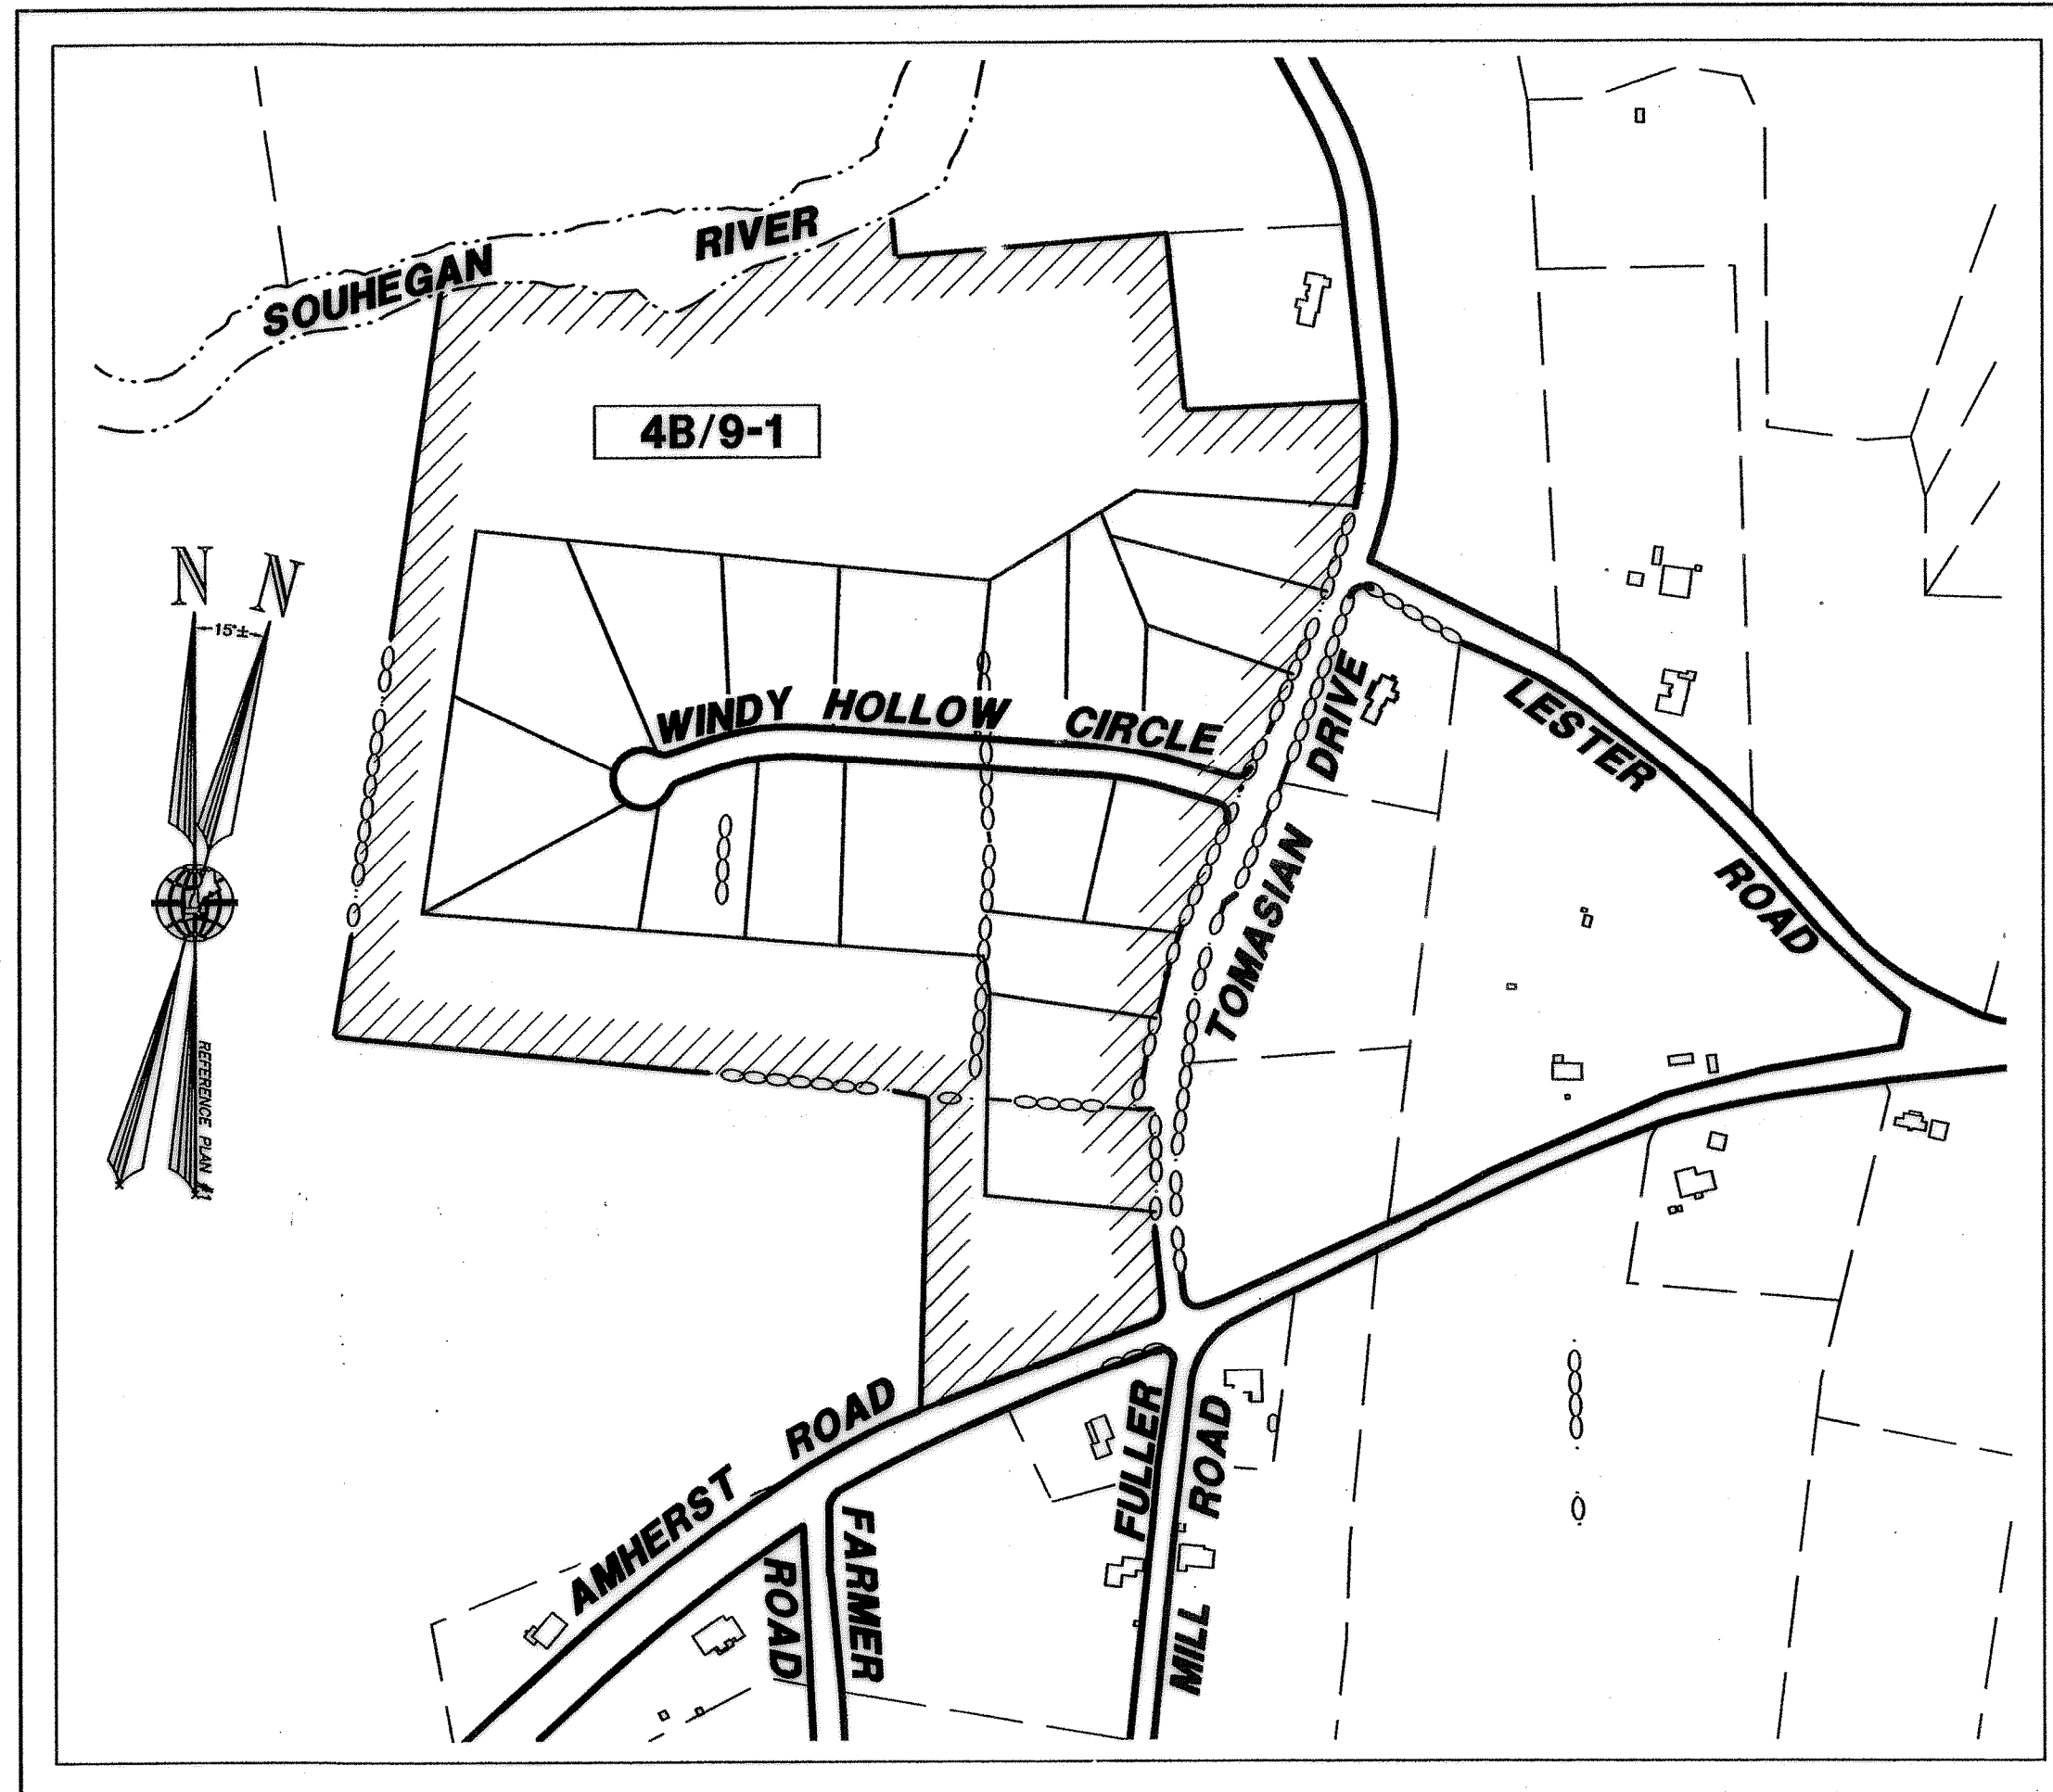 SOUHEGAN RIVER
4B/9-1
N N
15°±
REFERENCE PLAN #1
WINDY HOLLOW CIRCLE
TOMASIAN DRIVE
LESTER ROAD
AMHERST ROAD
FARMER ROAD
FULLER MILL ROAD